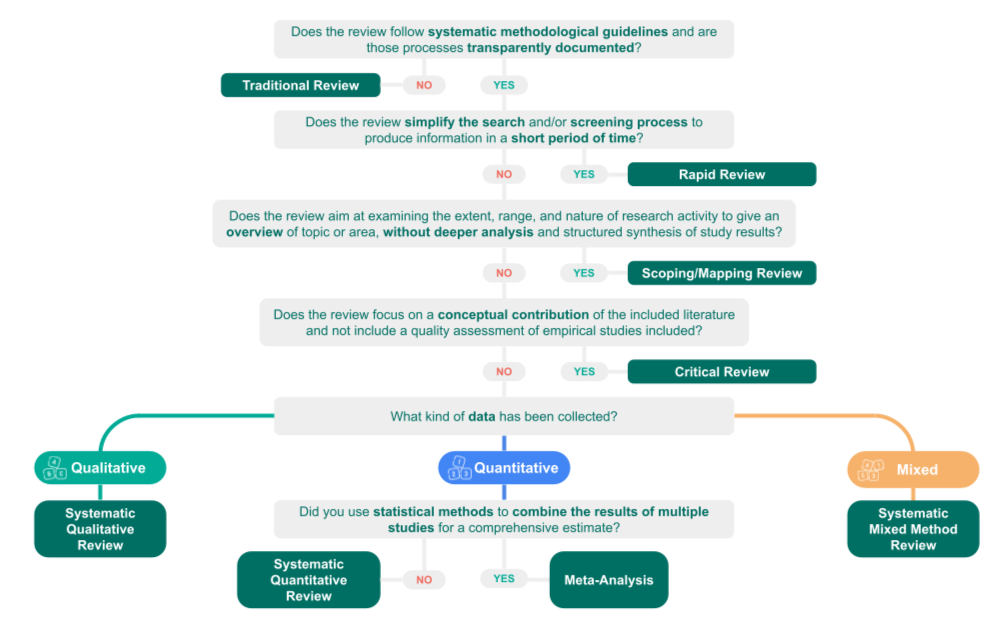 Does the review follow systematic methodological guidelines and are
those processes transparently documented?
Traditional Review
NO
YES
Does the review simplify the search and/or screening process to
produce information in a short period of time?
NO
YES
Rapid Review
Does the review aim at examining the extent, range, and nature of research activity to give an
overview of topic or area, without deeper analysis and structured synthesis of study results?
NO
YES
Scoping/Mapping Review
Does the review focus on a conceptual contribution of the included literature
and not include a quality assessment of empirical studies included?
NO
YES
Critical Review
What kind of data has been collected?
Qualitative
Quantitative
Mixed
Systematic
Qualitative
Review
Did you use statistical methods to combine the results of multiple
studies for a comprehensive estimate?
Systematic
Mixed Method
Review
Systematic
Quantitative
Review
NO
YES
Meta-Analysis